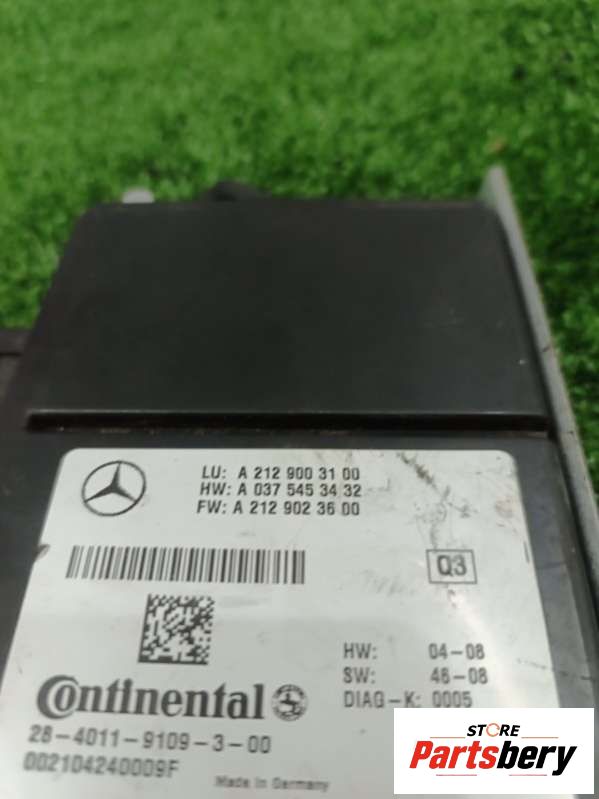 LU: A 212 900 31 00
HW: A 037 545 34 32
FW: A 212 902 36 00
Q3
HW: 04-08
SW: 48-08
DIAG-K: 0005
Continental
28-4011-9109-3-00
002104240009F
Made in Germany
STORE
Partsbery